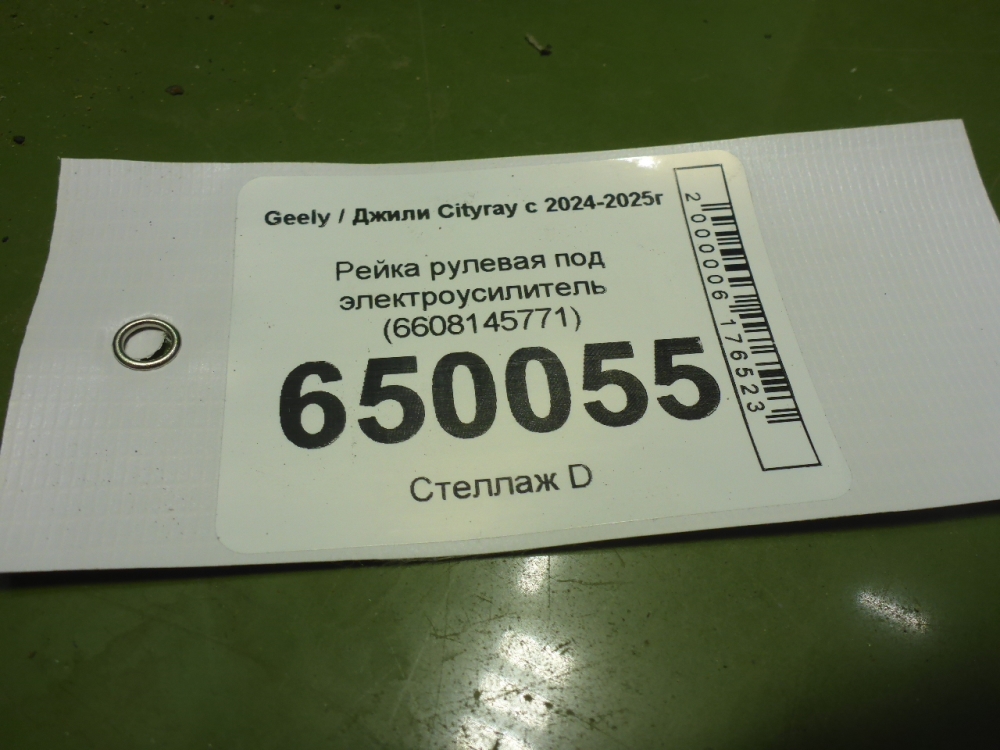 Geely / Джили Cityray с 2024-2025г
Рейка рулевая под
электроусилитель
(6608145771)
650055
Стеллаж D
2000006176523